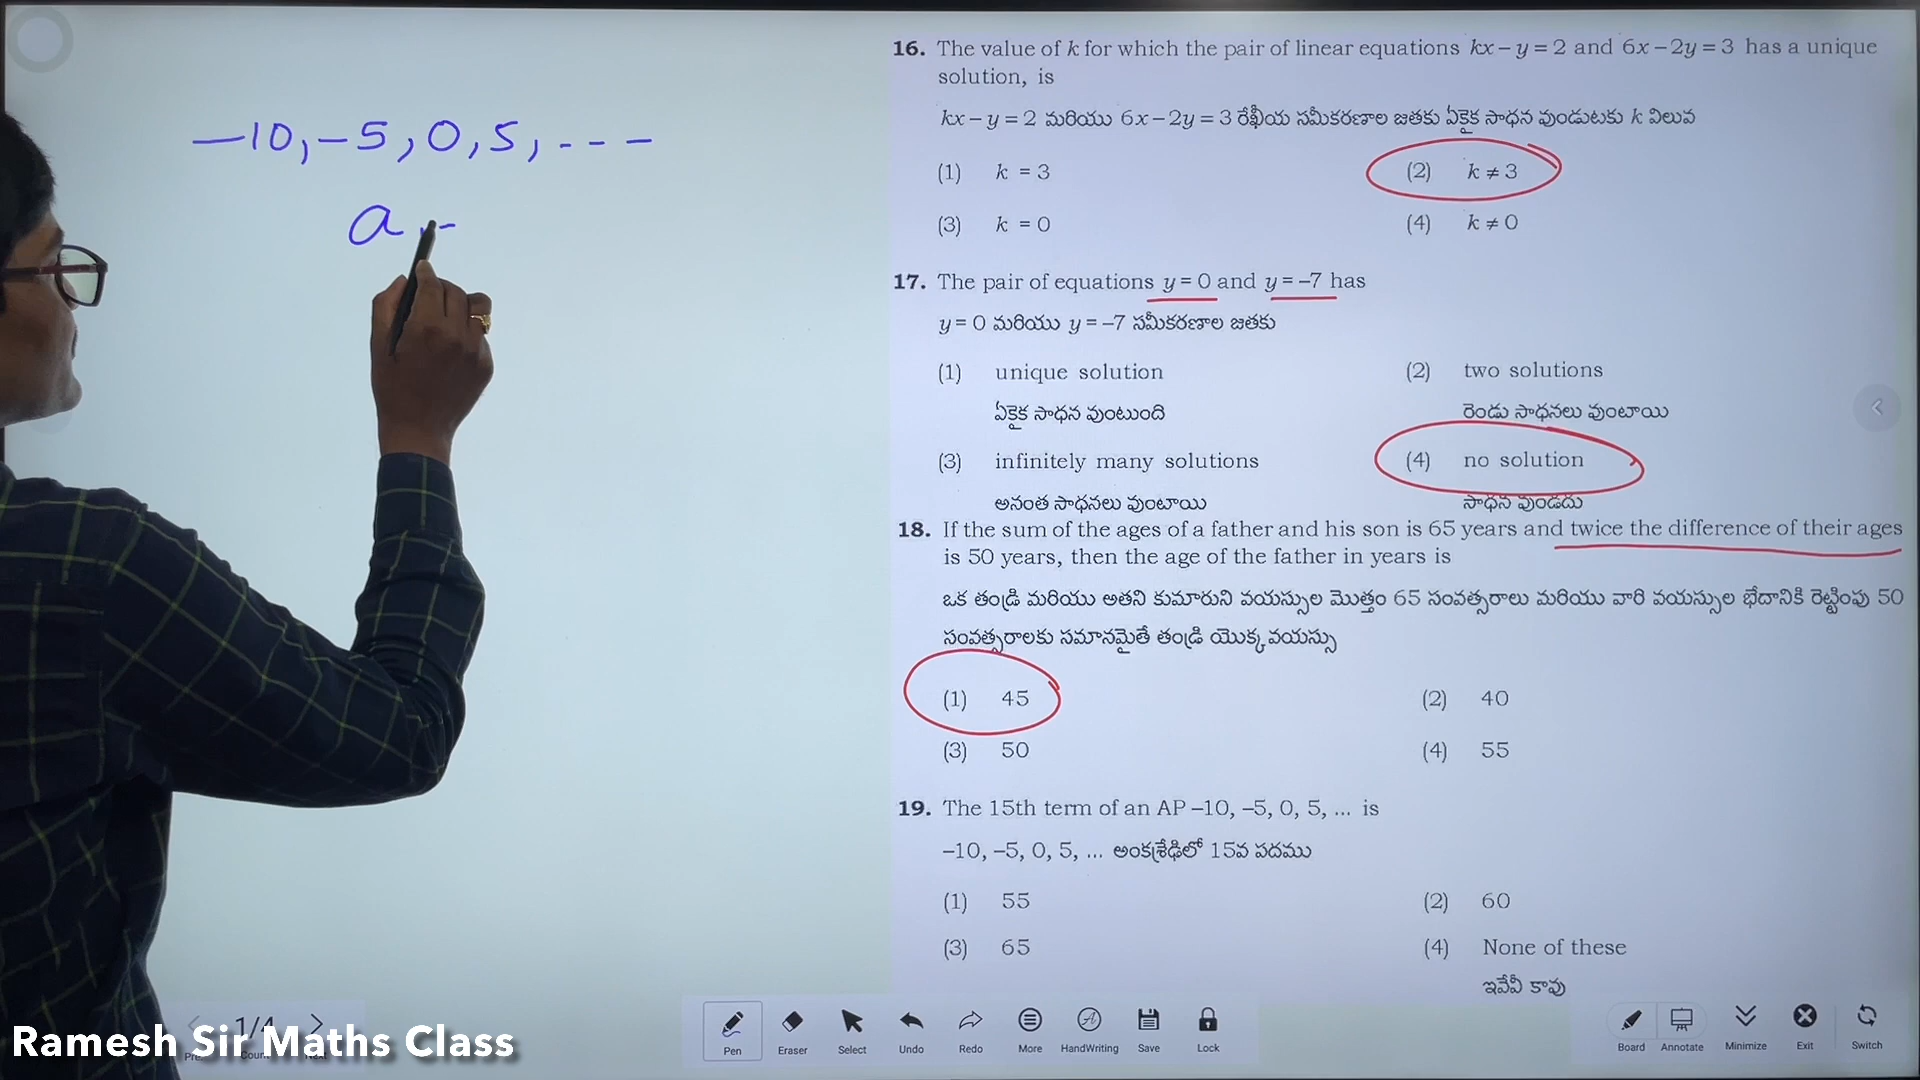 –10, –5, 0, 5, - - -
a, -
16. The value of k for which the pair of linear equations kx – y = 2 and 6x – 2y = 3 has a unique
solution, is
kx – y = 2 మరియు 6x – 2y = 3 రేఖీయ సమీకరణాల జతకు ఏకైక సాధన వుండుటకు k విలువ
(1) k = 3 (2) k ≠ 3
(3) k = 0 (4) k ≠ 0
17. The pair of equations y = 0 and y = –7 has
y = 0 మరియు y = –7 సమీకరణాల జతకు
(1) unique solution (2) two solutions
ఏకైక సాధన వుంటుంది రెండు సాధనలు వుంటాయి
(3) infinitely many solutions (4) no solution
అనంత సాధనలు వుంటాయి సాధన వుండదు
18. If the sum of the ages of a father and his son is 65 years and twice the difference of their ages
is 50 years, then the age of the father in years is
ఒక తండ్రి మరియు అతని కుమారుని వయస్సుల మొత్తం 65 సంవత్సరాలు మరియు వారి వయస్సుల భేదానికి రెట్టింపు 50
సంవత్సరాలకు సమానమైతే తండ్రి యొక్క వయస్సు
(1) 45 (2) 40
(3) 50 (4) 55
19. The 15th term of an AP –10, –5, 0, 5, ... is
–10, –5, 0, 5, ... అంకశ్రేఢిలో 15వ పదము
(1) 55 (2) 60
(3) 65 (4) None of these
ఇవేవీ కావు
1/4
Pen Eraser Select Undo Redo More HandWriting Save Lock
Board Annotate Minimize Exit Switch
Ramesh Sir Maths Class